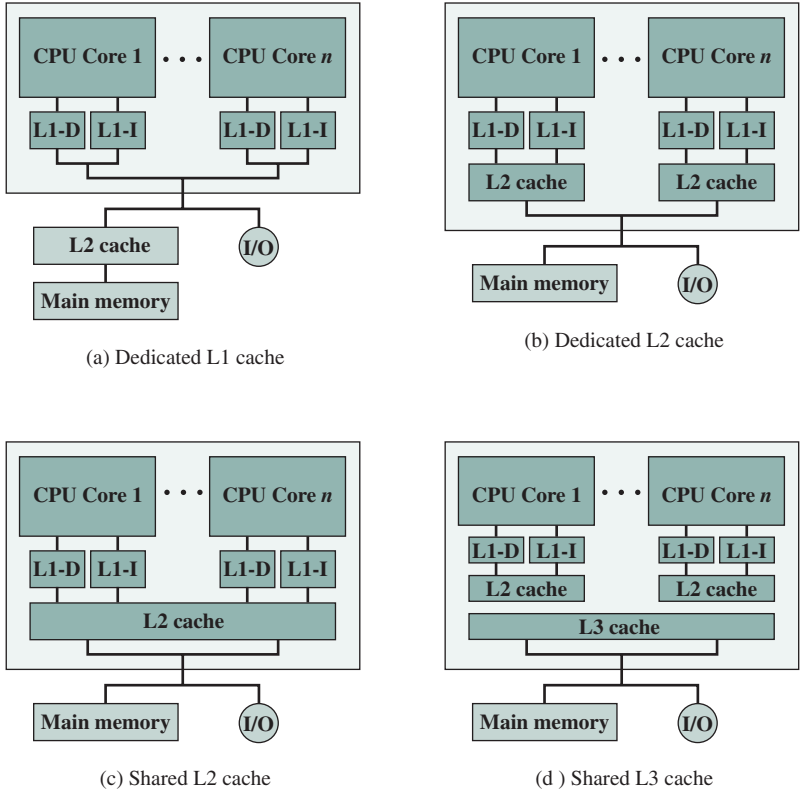 CPU Core 1 • • • CPU Core n
L1-D L1-I L1-D L1-I
L2 cache I/O
Main memory
(a) Dedicated L1 cache
CPU Core 1 • • • CPU Core n
L1-D L1-I L1-D L1-I
L2 cache L2 cache
Main memory I/O
(b) Dedicated L2 cache
CPU Core 1 • • • CPU Core n
L1-D L1-I L1-D L1-I
L2 cache
Main memory I/O
(c) Shared L2 cache
CPU Core 1 • • • CPU Core n
L1-D L1-I L1-D L1-I
L2 cache L2 cache
L3 cache
Main memory I/O
(d ) Shared L3 cache